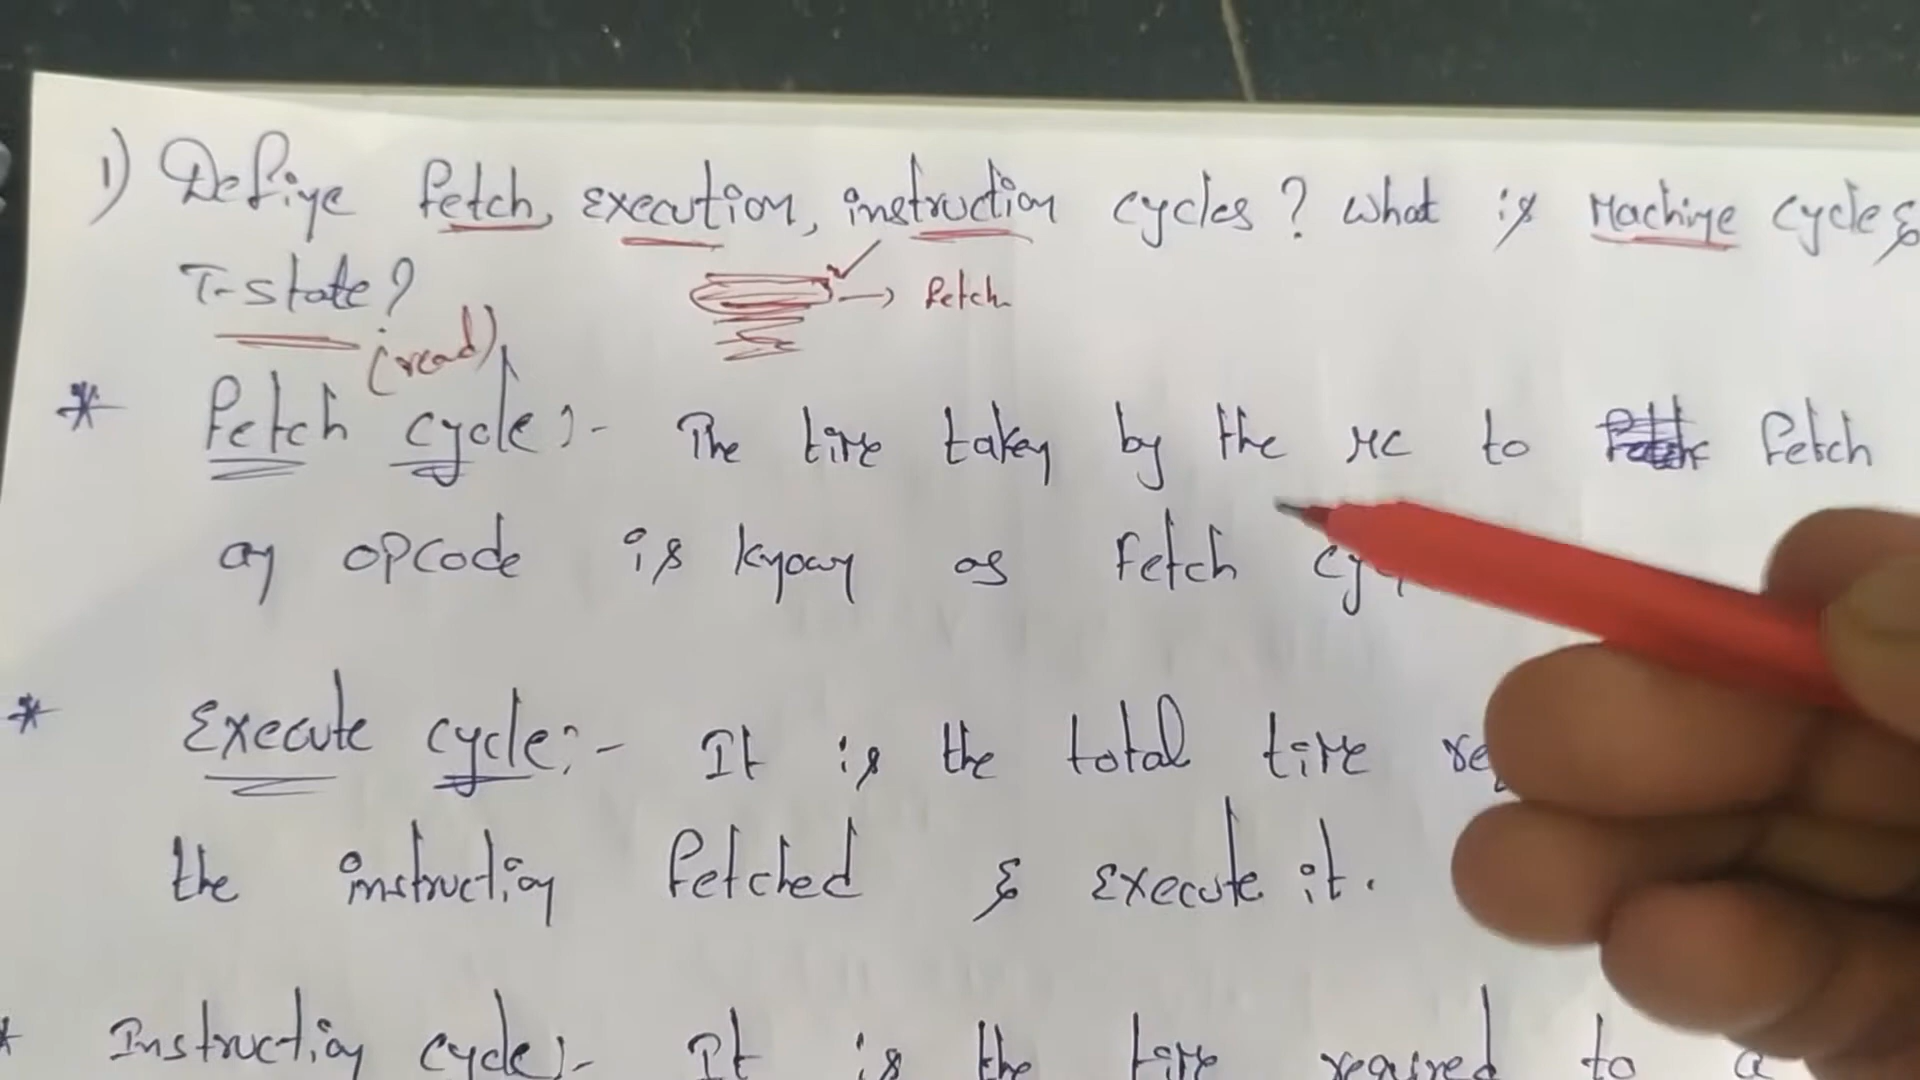 1) Define fetch, execution, instruction cycles? What is Machine cycle &
T-state?
→ fetch
(read)
* Fetch cycle:- The time taken by the MC to fetch
an opcode is known as Fetch
* Execute cycle:- It is the total time
the instruction fetched & execute it.
* Instruction cycle:- It is the time required to